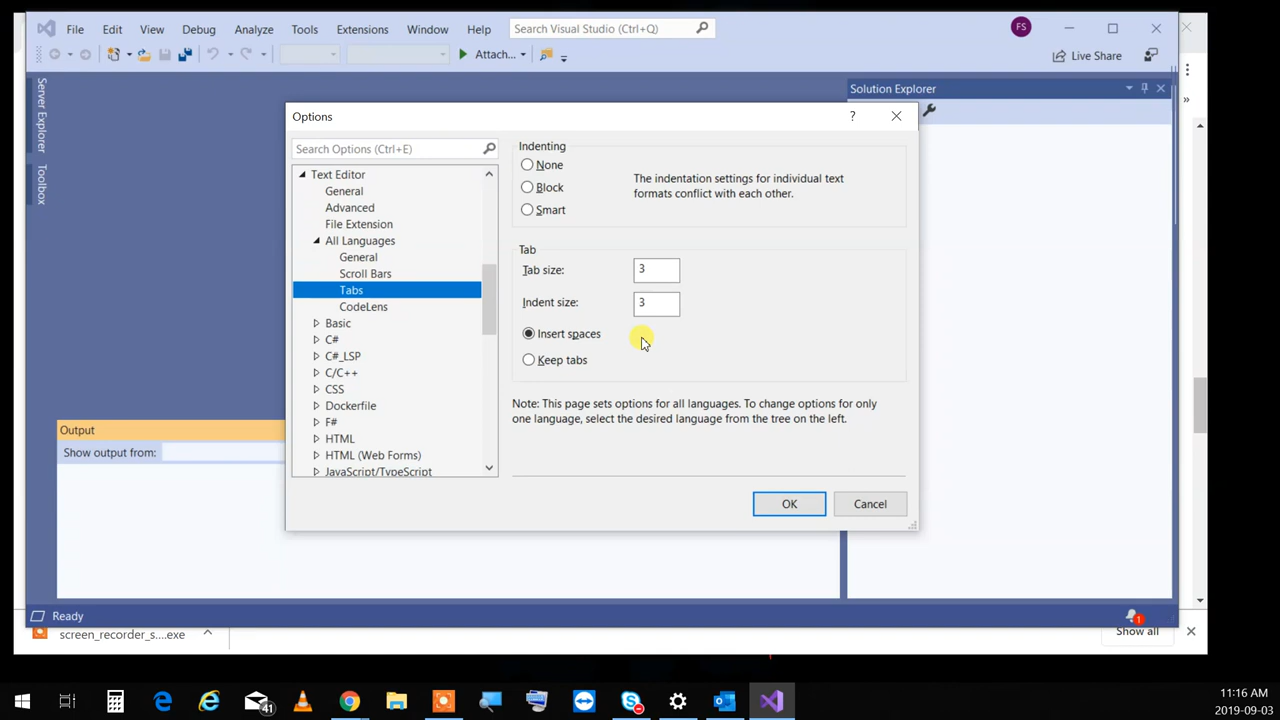 File Edit View Debug Analyze Tools Extensions Window Help Search Visual Studio (Ctrl+Q) FS
Attach... Live Share
Server Explorer
Toolbox
Solution Explorer
Options ?
Search Options (Ctrl+E)
Text Editor
General
Advanced
File Extension
All Languages
General
Scroll Bars
Tabs
CodeLens
Basic
C#
C#_LSP
C/C++
CSS
Dockerfile
F#
HTML
HTML (Web Forms)
JavaScript/TypeScript
Indenting
None
Block
Smart
The indentation settings for individual text
formats conflict with each other.
Tab
Tab size: 3
Indent size: 3
Insert spaces
Keep tabs
Note: This page sets options for all languages. To change options for only
one language, select the desired language from the tree on the left.
OK Cancel
Output
Show output from:
Ready 1
screen_recorder_s....exe Show all
41
11:16 AM
2019-09-03